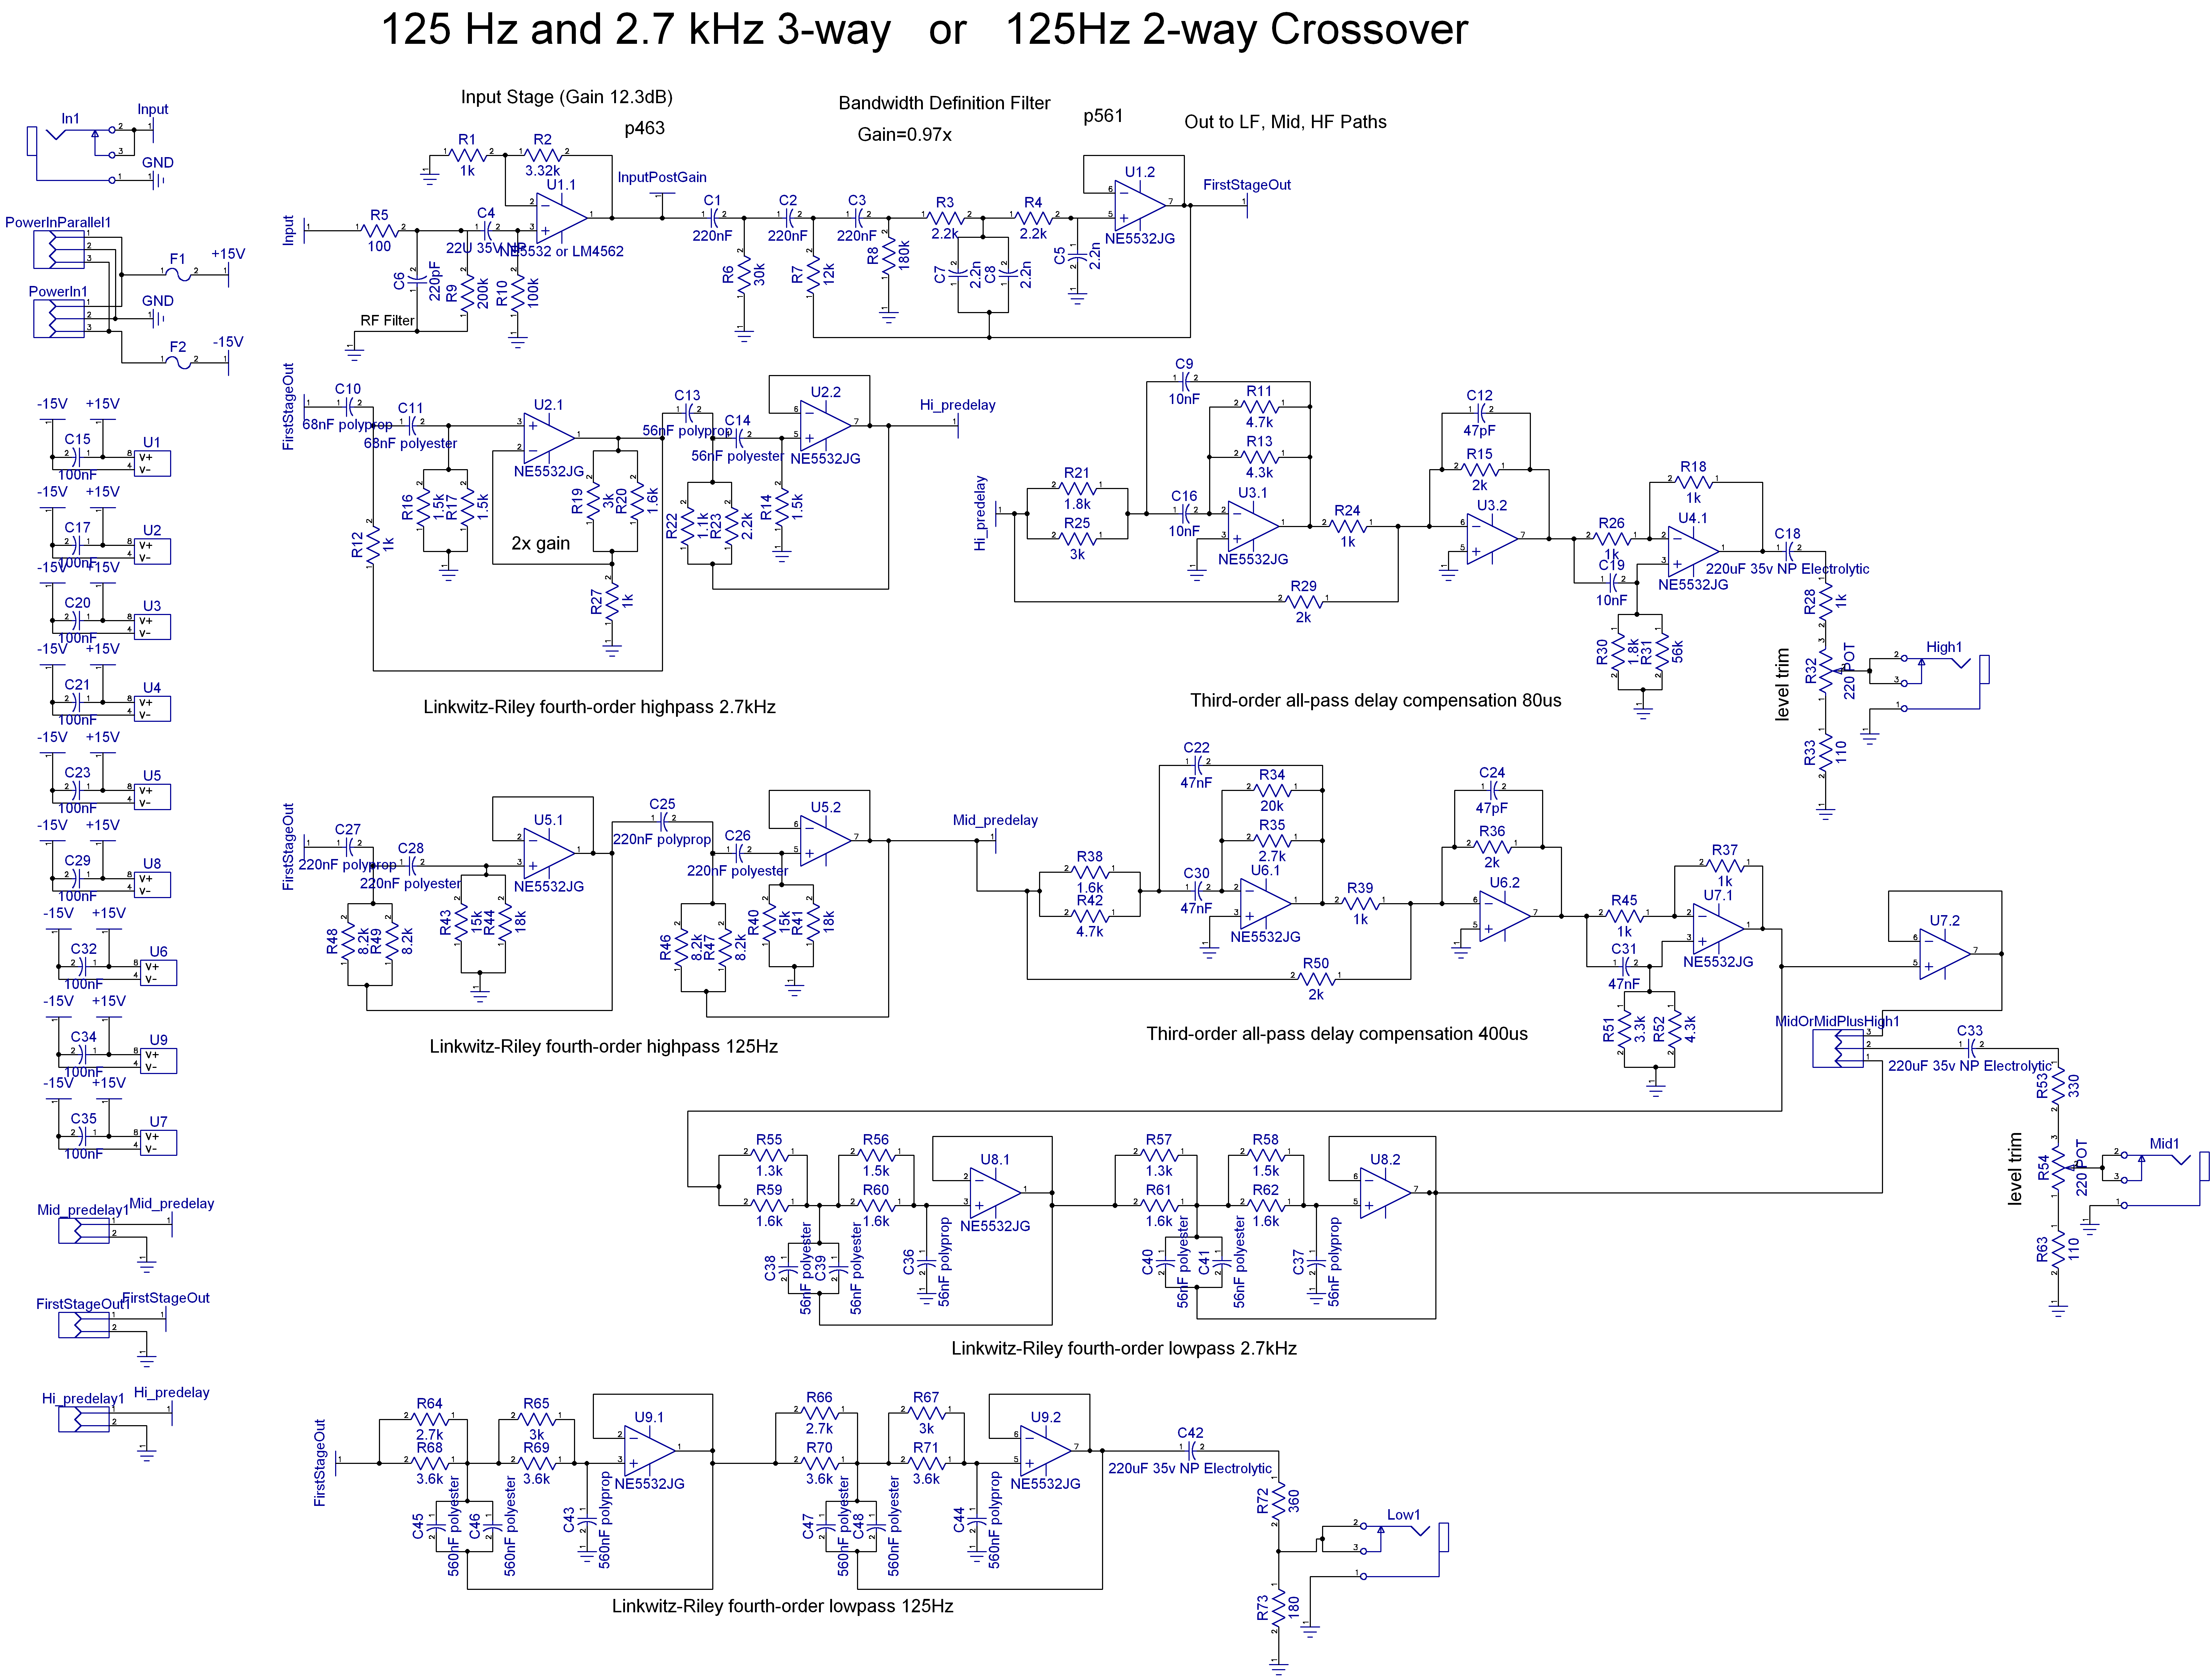 125 Hz and 2.7 kHz 3-way or 125Hz 2-way Crossover
Input Stage (Gain 12.3dB)
p463
Bandwidth Definition Filter
Gain=0.97x
p561
Out to LF, Mid, HF Paths
In1
Input
GND
PowerInParallel1
PowerIn1
F1
+15V
GND
F2
-15V
Input
R5
100
C6
220pF
R9
200k
RF Filter
C4
22U 35V NP
R10
100k
R1
1k
R2
3.32k
U1.1
NE5532 or LM4562
InputPostGain
C1
220nF
R6
30k
C2
220nF
R7
12k
C3
220nF
R8
180k
R3
2.2k
C7
2.2n
C8
2.2n
R4
2.2k
C5
2.2n
U1.2
NE5532JG
FirstStageOut
FirstStageOut
C10
68nF polyprop
C11
68nF polyester
R12
1k
R16
1.5k
R17
1.5k
U2.1
NE5532JG
2x gain
R19
3k
R20
1.6k
R27
1k
C13
56nF polyprop
C14
56nF polyester
R22
1.1k
R23
2.2k
R14
1.5k
U2.2
NE5532JG
Hi_predelay
Linkwitz-Riley fourth-order highpass 2.7kHz
Hi_predelay
R21
1.8k
R25
3k
C9
10nF
C16
10nF
R11
4.7k
R13
4.3k
U3.1
NE5532JG
R24
1k
R29
2k
C12
47pF
R15
2k
U3.2
R26
1k
C19
10nF
R18
1k
U4.1
NE5532JG
R30
1.8k
R31
56k
C18
220uF 35v NP Electrolytic
R28
1k
level trim
R32
220 POT
R33
110
High1
Third-order all-pass delay compensation 80us
-15V +15V
C15
100nF
U1
V+
V-
-15V +15V
C17
100nF
U2
V+
V-
-15V +15V
C20
100nF
U3
V+
V-
-15V +15V
C21
100nF
U4
V+
V-
-15V +15V
C23
100nF
U5
V+
V-
-15V +15V
C29
100nF
U8
V+
V-
-15V +15V
C32
100nF
U6
V+
V-
-15V +15V
C34
100nF
U9
V+
V-
-15V +15V
C35
100nF
U7
V+
V-
FirstStageOut
C27
220nF polyprop
C28
220nF polyester
R48
8.2k
R49
8.2k
R43
15k
R44
18k
U5.1
NE5532JG
C25
220nF polyprop
C26
220nF polyester
R46
8.2k
R47
8.2k
R40
15k
R41
18k
U5.2
Mid_predelay
Linkwitz-Riley fourth-order highpass 125Hz
R38
1.6k
R42
4.7k
C22
47nF
C30
47nF
R34
20k
R35
2.7k
U6.1
NE5532JG
R39
1k
R50
2k
C24
47pF
R36
2k
U6.2
R45
1k
C31
47nF
R37
1k
U7.1
NE5532JG
R51
3.3k
R52
4.3k
U7.2
Third-order all-pass delay compensation 400us
MidOrMidPlusHigh1
C33
220uF 35v NP Electrolytic
R53
330
level trim
R54
220 POT
R63
110
Mid1
R55
1.3k
R59
1.6k
R56
1.5k
R60
1.6k
C38
56nF polyester
C39
56nF polyester
C36
56nF polyprop
U8.1
NE5532JG
R57
1.3k
R61
1.6k
R58
1.5k
R62
1.6k
C40
56nF polyester
C41
56nF polyester
C37
56nF polyprop
U8.2
Linkwitz-Riley fourth-order lowpass 2.7kHz
Mid_predelay1
Mid_predelay
FirstStageOut1
FirstStageOut
Hi_predelay1
Hi_predelay
FirstStageOut
R64
2.7k
R68
3.6k
R65
3k
R69
3.6k
C45
560nF polyester
C46
560nF polyester
C43
560nF polyprop
U9.1
NE5532JG
R66
2.7k
R70
3.6k
R67
3k
R71
3.6k
C47
560nF polyester
C48
560nF polyester
C44
560nF polyprop
U9.2
NE5532JG
C42
220uF 35v NP Electrolytic
R72
360
R73
180
Low1
Linkwitz-Riley fourth-order lowpass 125Hz